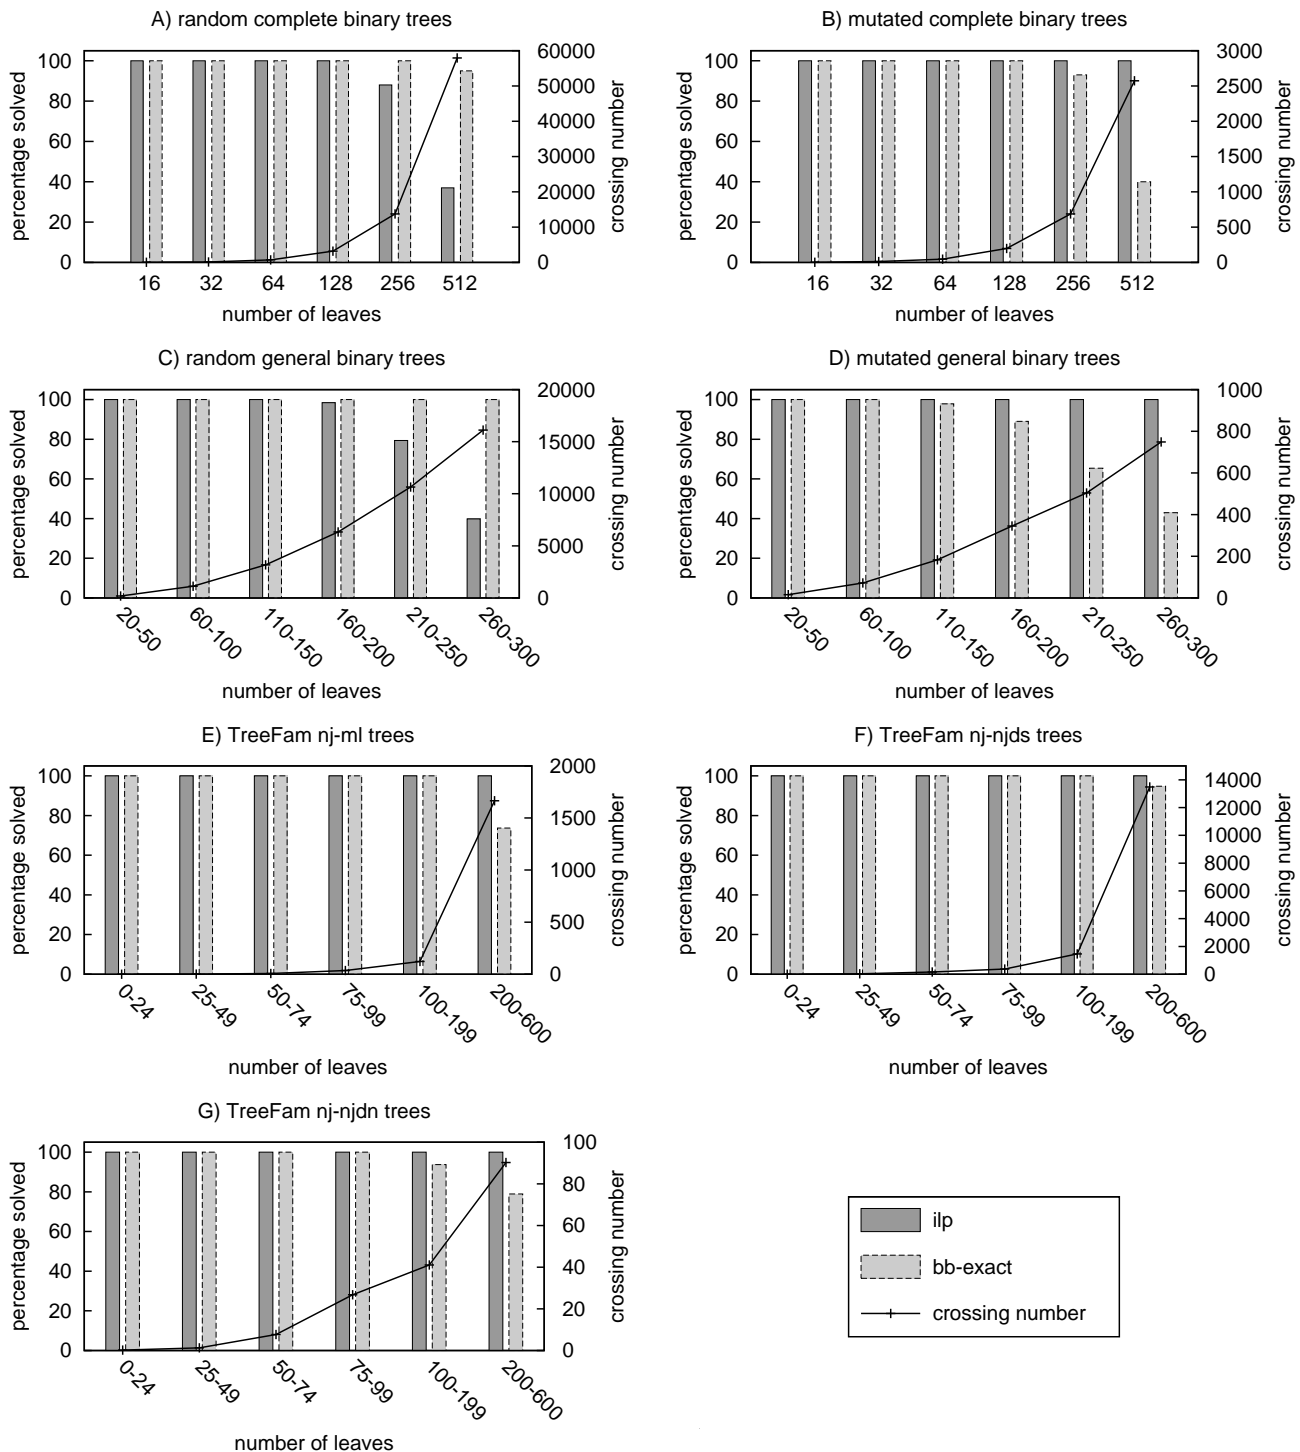 A) random complete binary trees
percentage solved
100
80
60
40
20
0
60000
50000
40000
30000
20000
10000
0
crossing number
16 32 64 128 256 512
number of leaves
B) mutated complete binary trees
percentage solved
100
80
60
40
20
0
3000
2500
2000
1500
1000
500
0
crossing number
16 32 64 128 256 512
number of leaves
C) random general binary trees
percentage solved
100
80
60
40
20
0
20000
15000
10000
5000
0
crossing number
20-50 60-100 110-150 160-200 210-250 260-300
number of leaves
D) mutated general binary trees
percentage solved
100
80
60
40
20
0
1000
800
600
400
200
0
crossing number
20-50 60-100 110-150 160-200 210-250 260-300
number of leaves
E) TreeFam nj-ml trees
percentage solved
100
80
60
40
20
0
2000
1500
1000
500
0
crossing number
0-24 25-49 50-74 75-99 100-199 200-600
number of leaves
F) TreeFam nj-njds trees
percentage solved
100
80
60
40
20
0
14000
12000
10000
8000
6000
4000
2000
0
crossing number
0-24 25-49 50-74 75-99 100-199 200-600
number of leaves
G) TreeFam nj-njdn trees
percentage solved
100
80
60
40
20
0
100
80
60
40
20
0
crossing number
0-24 25-49 50-74 75-99 100-199 200-600
number of leaves
ilp
bb-exact
crossing number